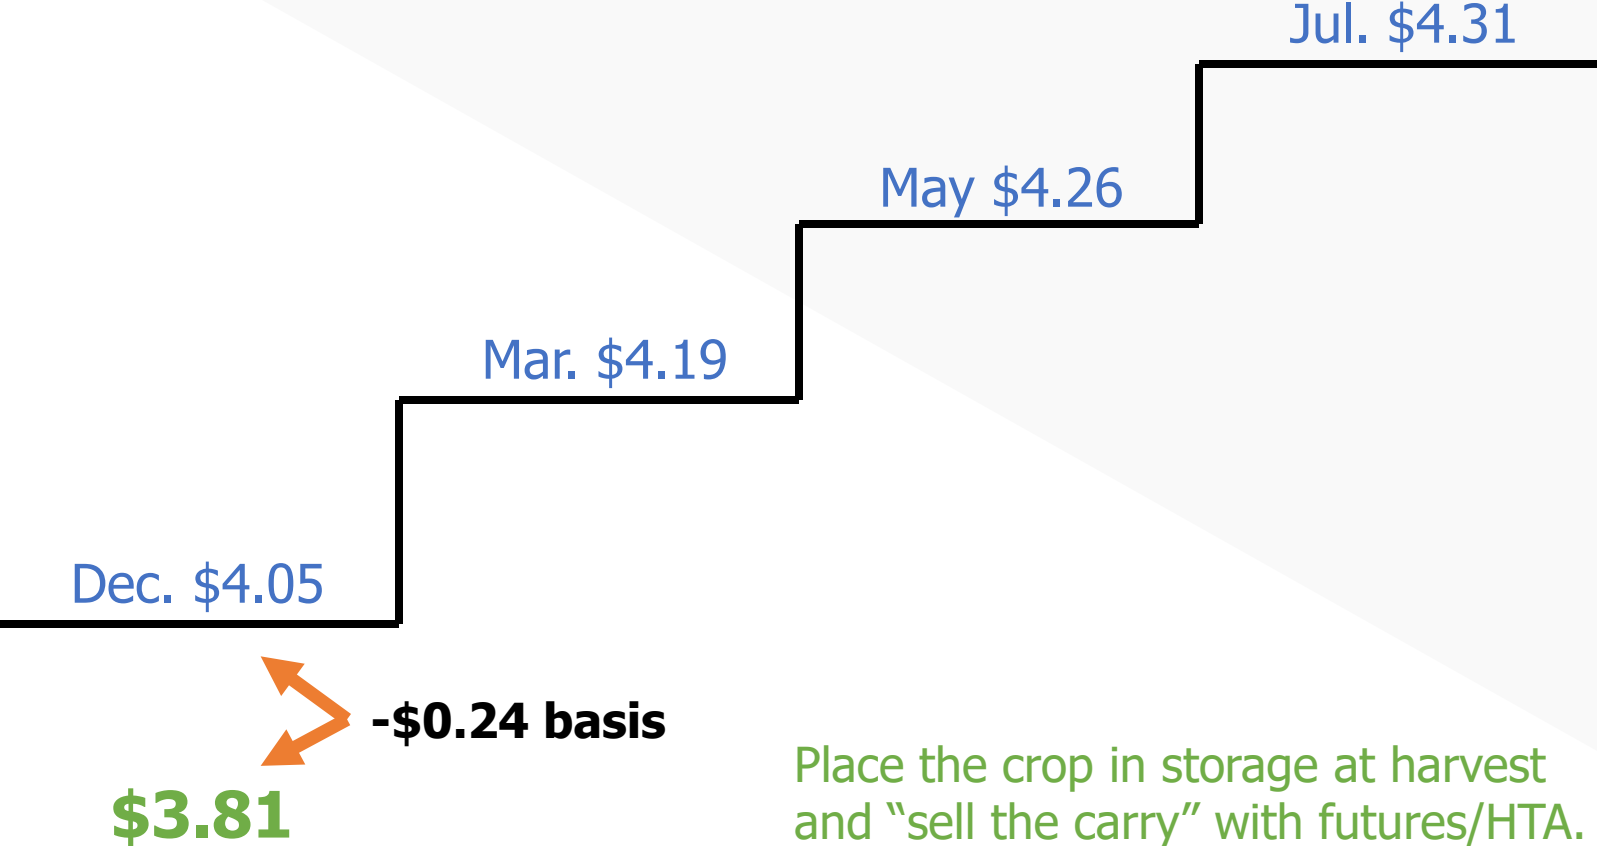 Jul. $4.31
May $4.26
Mar. $4.19
Dec. $4.05
-$0.24 basis
$3.81
Place the crop in storage at harvest
and “sell the carry” with futures/HTA.